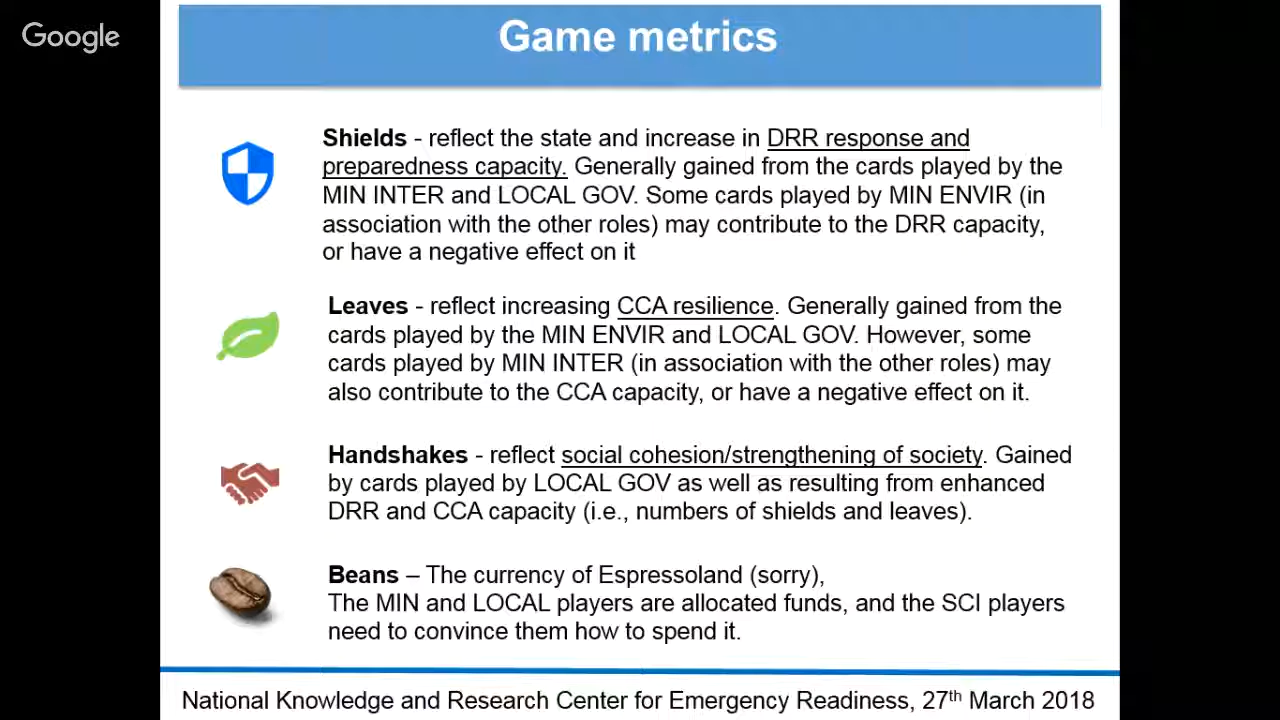 Google
Game metrics
Shields - reflect the state and increase in DRR response and
preparedness capacity. Generally gained from the cards played by the
MIN INTER and LOCAL GOV. Some cards played by MIN ENVIR (in
association with the other roles) may contribute to the DRR capacity,
or have a negative effect on it
Leaves - reflect increasing CCA resilience. Generally gained from the
cards played by the MIN ENVIR and LOCAL GOV. However, some
cards played by MIN INTER (in association with the other roles) may
also contribute to the CCA capacity, or have a negative effect on it.
Handshakes - reflect social cohesion/strengthening of society. Gained
by cards played by LOCAL GOV as well as resulting from enhanced
DRR and CCA capacity (i.e., numbers of shields and leaves).
Beans – The currency of Espressoland (sorry),
The MIN and LOCAL players are allocated funds, and the SCI players
need to convince them how to spend it.
National Knowledge and Research Center for Emergency Readiness, 27th March 2018